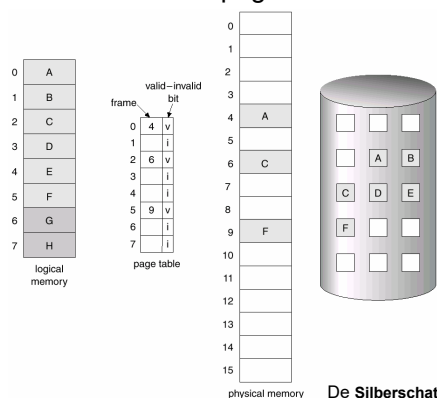 0 A
1 B
2 C
3 D
4 E
5 F
6 G
7 H
logical
memory
valid–invalid
frame bit
0 4 v
1 i
2 6 v
3 i
4 i
5 9 v
6 i
7 i
page table
0
1
2
3
4 A
5
6 C
7
8
9 F
10
11
12
13
14
15
physical memory
A B
C D E
F
De Silberschat